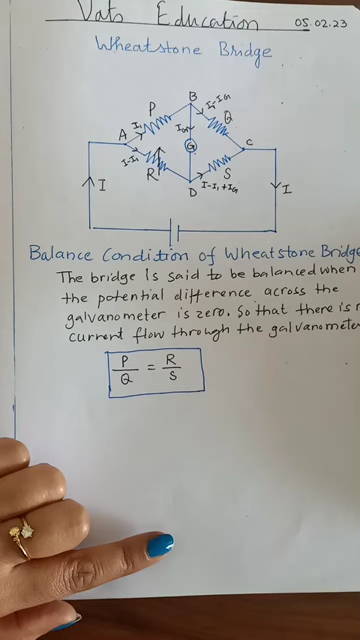 Vats Education
05.02.23
Wheatstone Bridge
B
P
I₁
I₁-IG
Q
IG
A
G
C
I-I₁
R
S
D
I-I₁+IG
I
I
Balance Condition of Wheatstone Bridge
The bridge is said to be balanced when
the potential difference across the
galvanometer is zero. So that there is
current flow through the galvanometer
P/Q = R/S